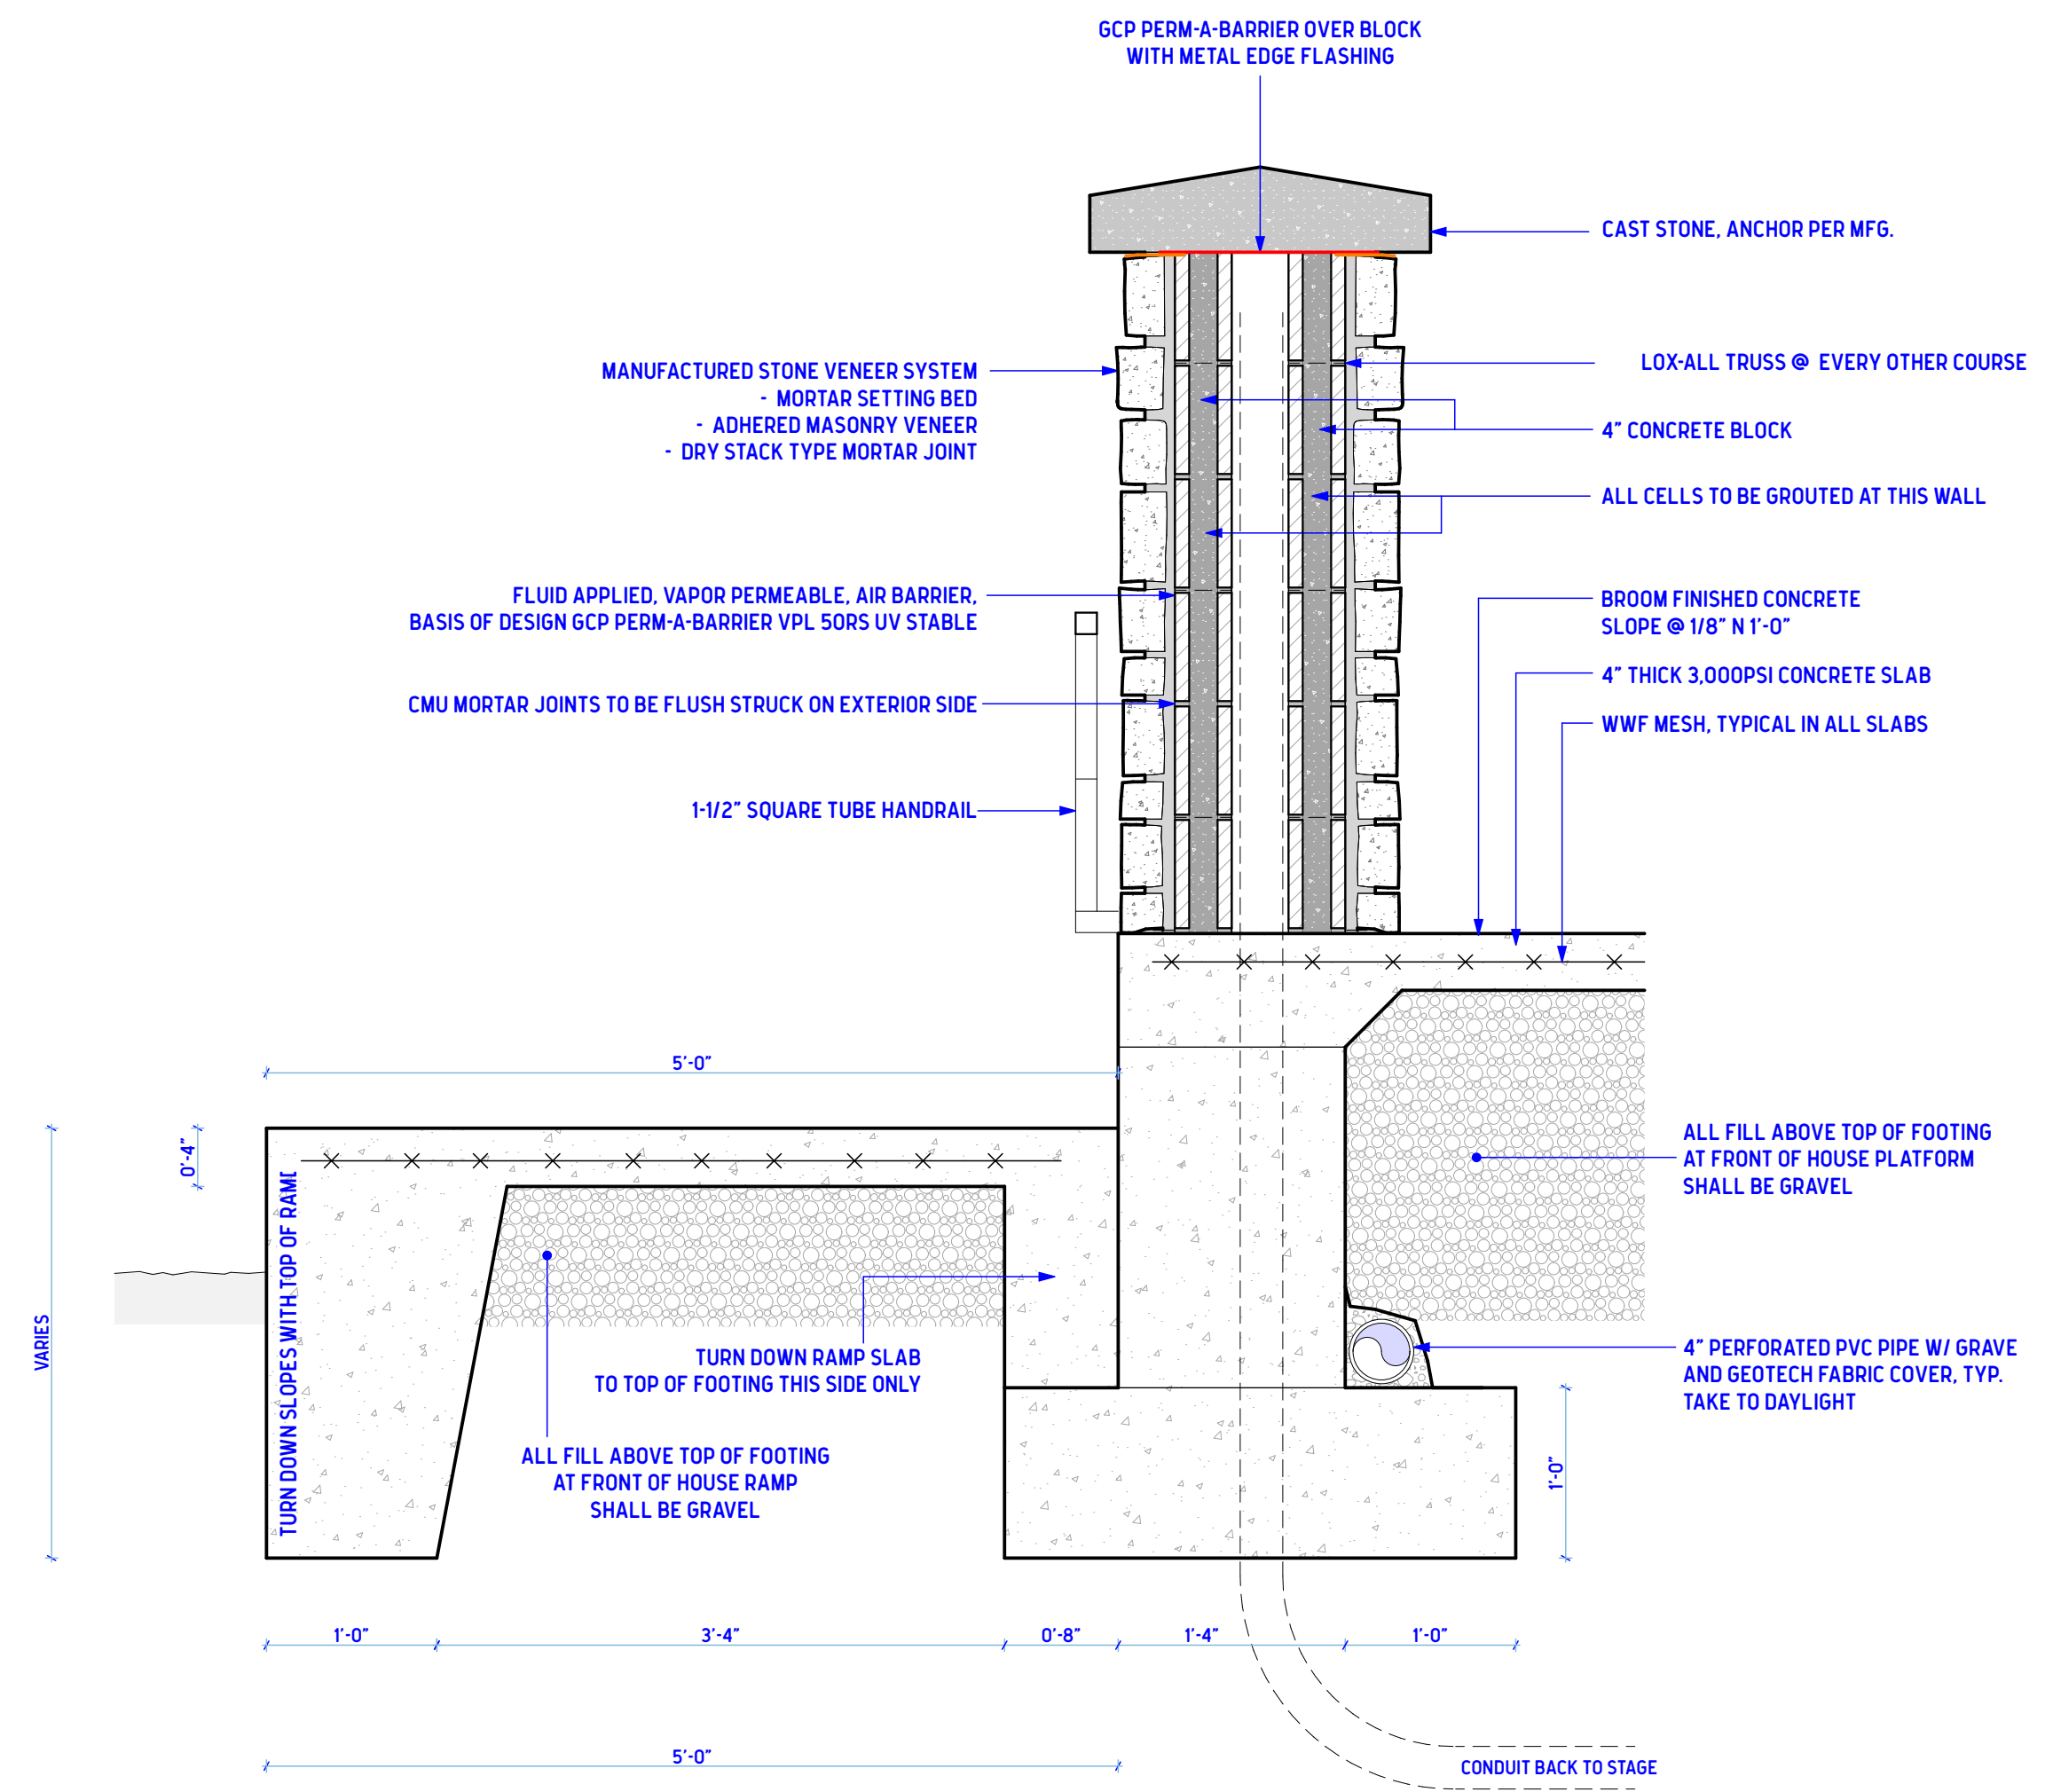 GCP PERM-A-BARRIER OVER BLOCK
WITH METAL EDGE FLASHING
CAST STONE, ANCHOR PER MFG.
MANUFACTURED STONE VENEER SYSTEM
- MORTAR SETTING BED
- ADHERED MASONRY VENEER
- DRY STACK TYPE MORTAR JOINT
LOX-ALL TRUSS @ EVERY OTHER COURSE
4" CONCRETE BLOCK
ALL CELLS TO BE GROUTED AT THIS WALL
FLUID APPLIED, VAPOR PERMEABLE, AIR BARRIER,
BASIS OF DESIGN GCP PERM-A-BARRIER VPL 50RS UV STABLE
BROOM FINISHED CONCRETE
SLOPE @ 1/8" N 1'-0"
4" THICK 3,000PSI CONCRETE SLAB
CMU MORTAR JOINTS TO BE FLUSH STRUCK ON EXTERIOR SIDE
WWF MESH, TYPICAL IN ALL SLABS
1-1/2" SQUARE TUBE HANDRAIL
5'-0"
0'-4"
VARIES
TURN DOWN SLOPES WITH TOP OF RAM
ALL FILL ABOVE TOP OF FOOTING
AT FRONT OF HOUSE PLATFORM
SHALL BE GRAVEL
TURN DOWN RAMP SLAB
TO TOP OF FOOTING THIS SIDE ONLY
4" PERFORATED PVC PIPE W/ GRAVE
AND GEOTECH FABRIC COVER, TYP.
TAKE TO DAYLIGHT
ALL FILL ABOVE TOP OF FOOTING
AT FRONT OF HOUSE RAMP
SHALL BE GRAVEL
1'-0"
1'-0"
3'-4"
0'-8"
1'-4"
1'-0"
5'-0"
CONDUIT BACK TO STAGE